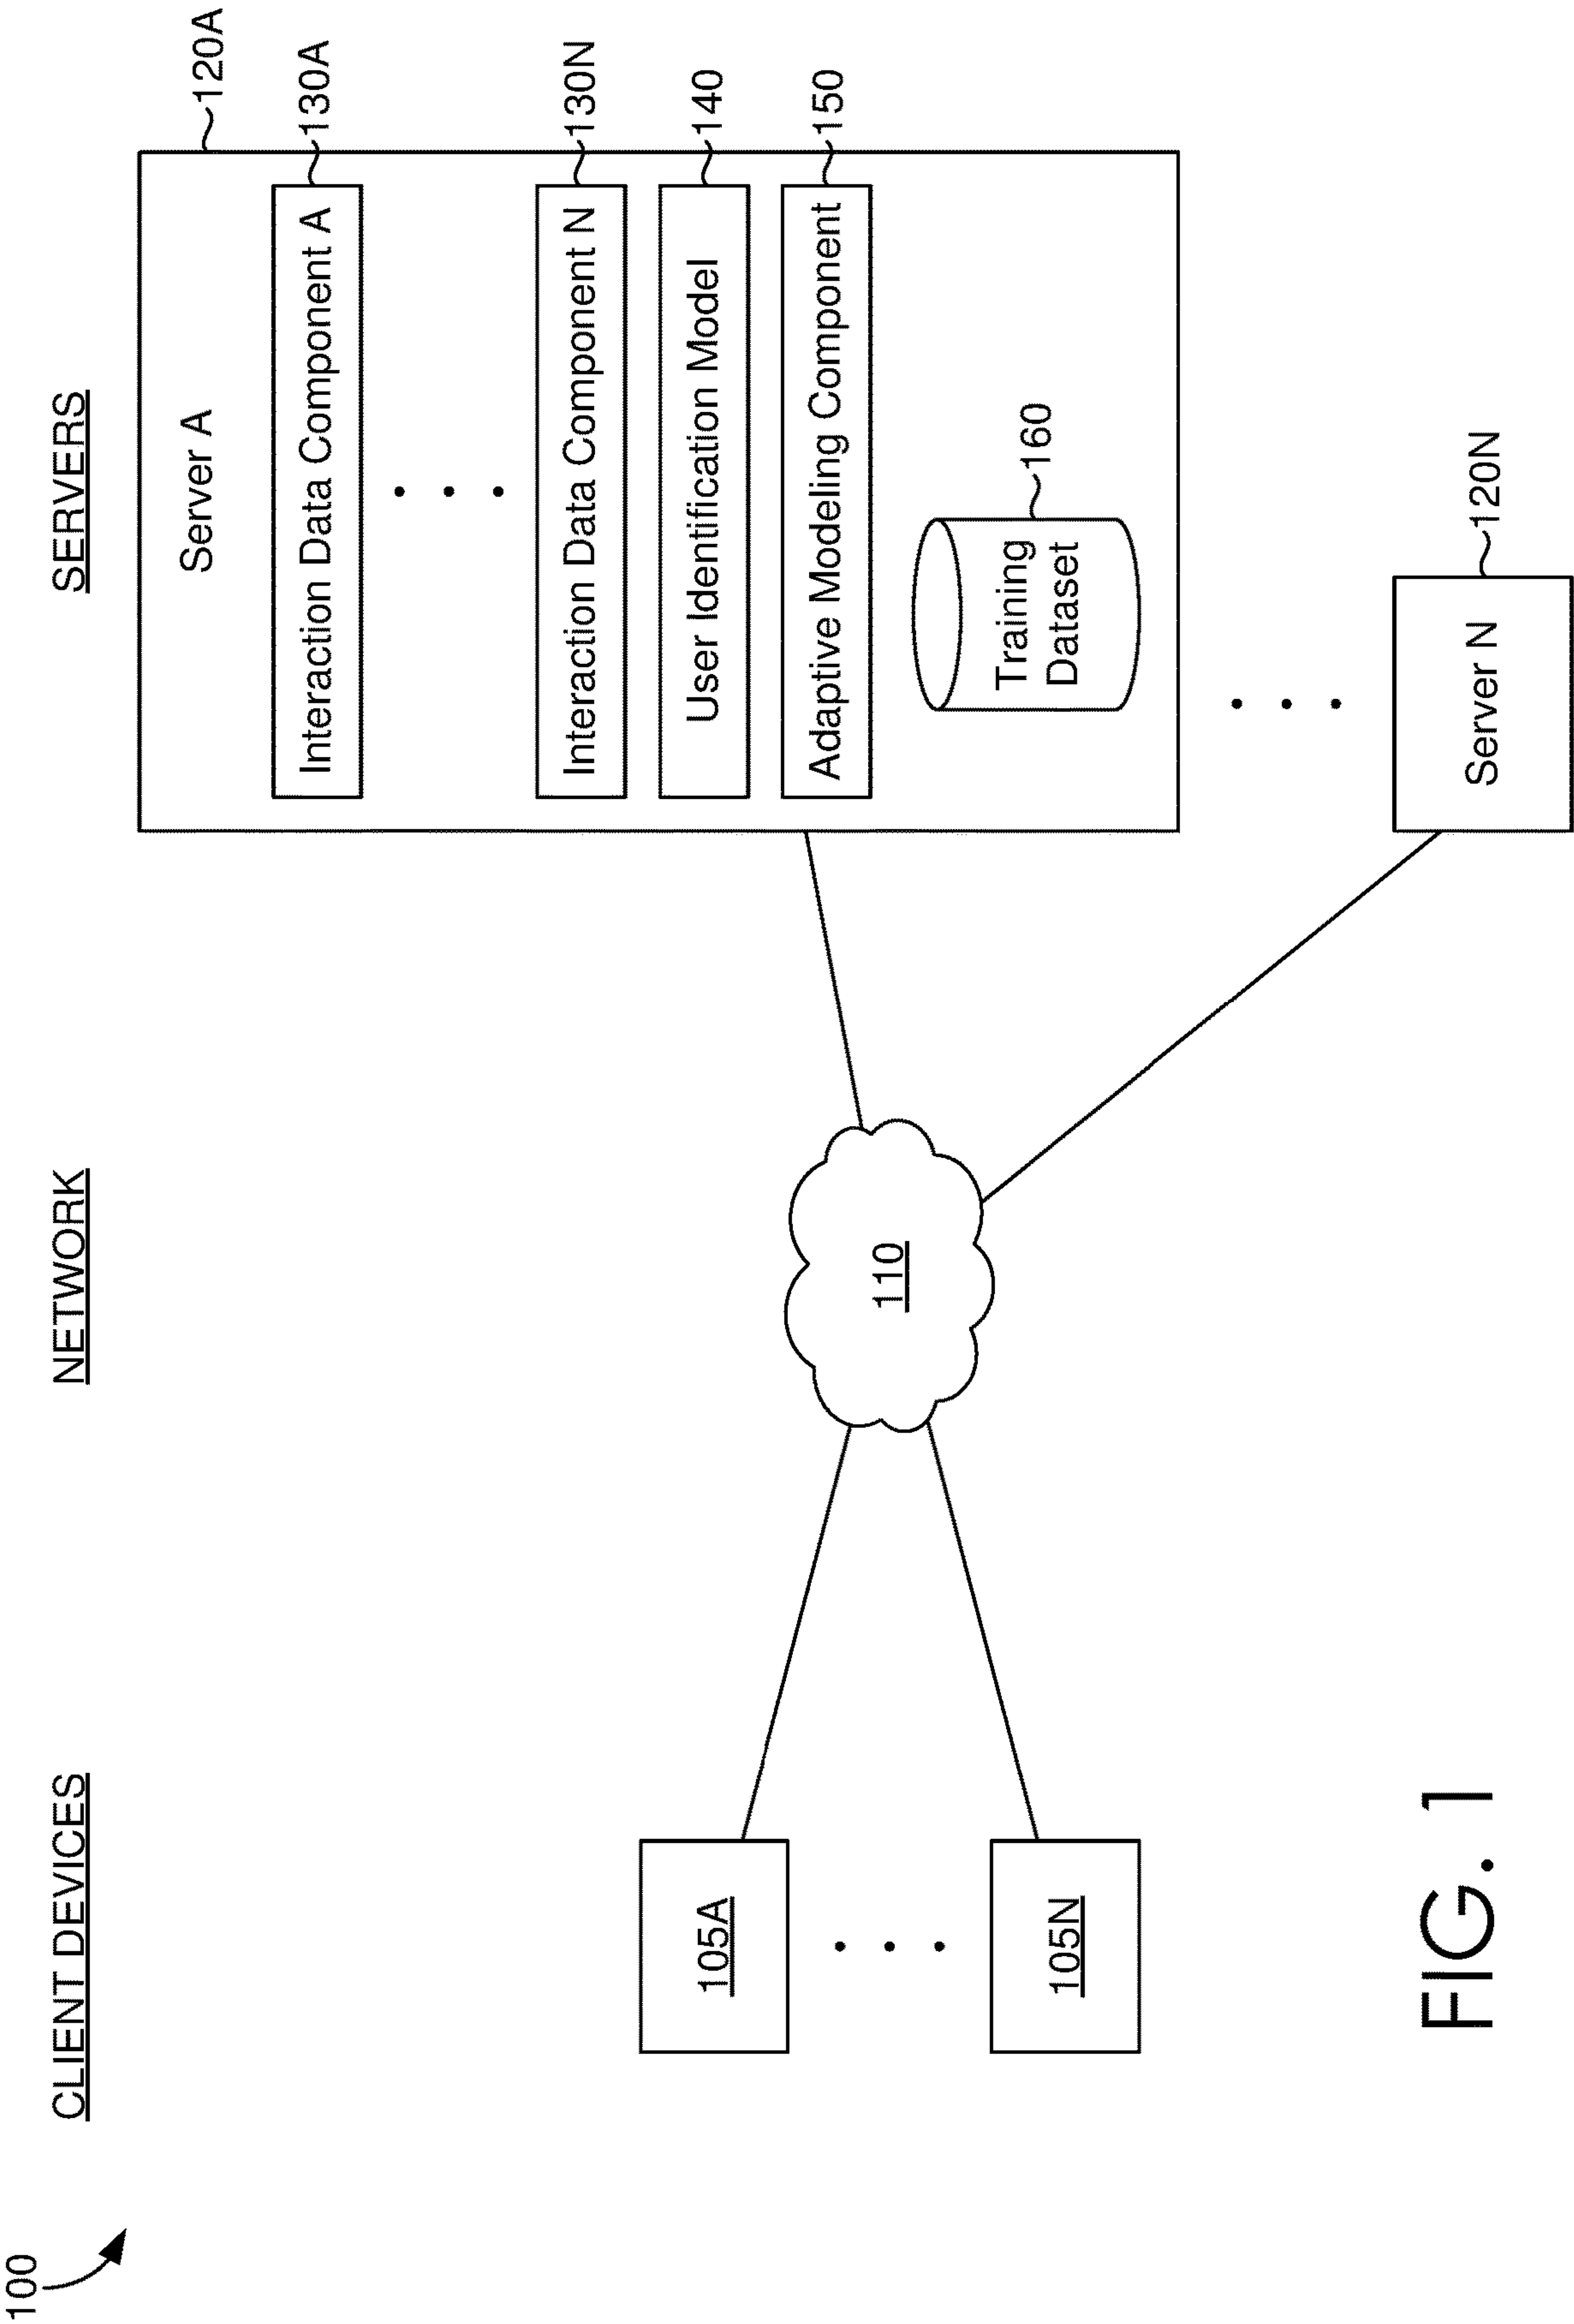 100
CLIENT DEVICES
NETWORK
SERVERS
120A
Server A
130A
Interaction Data Component A
130N
Interaction Data Component N
140
User Identification Model
150
Adaptive Modeling Component
160
Training
Dataset
105A
110
105N
120N
Server N
FIG. 1